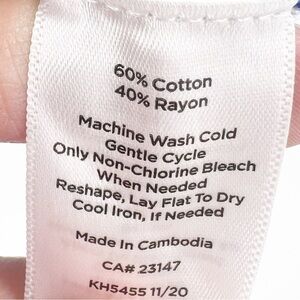 60% Cotton
40% Rayon
Machine Wash Cold
Gentle Cycle
Only Non-Chlorine Bleach
When Needed
Reshape, Lay Flat To Dry
Cool Iron, If Needed
Made In Cambodia
CA# 23147
KH5455 11/20